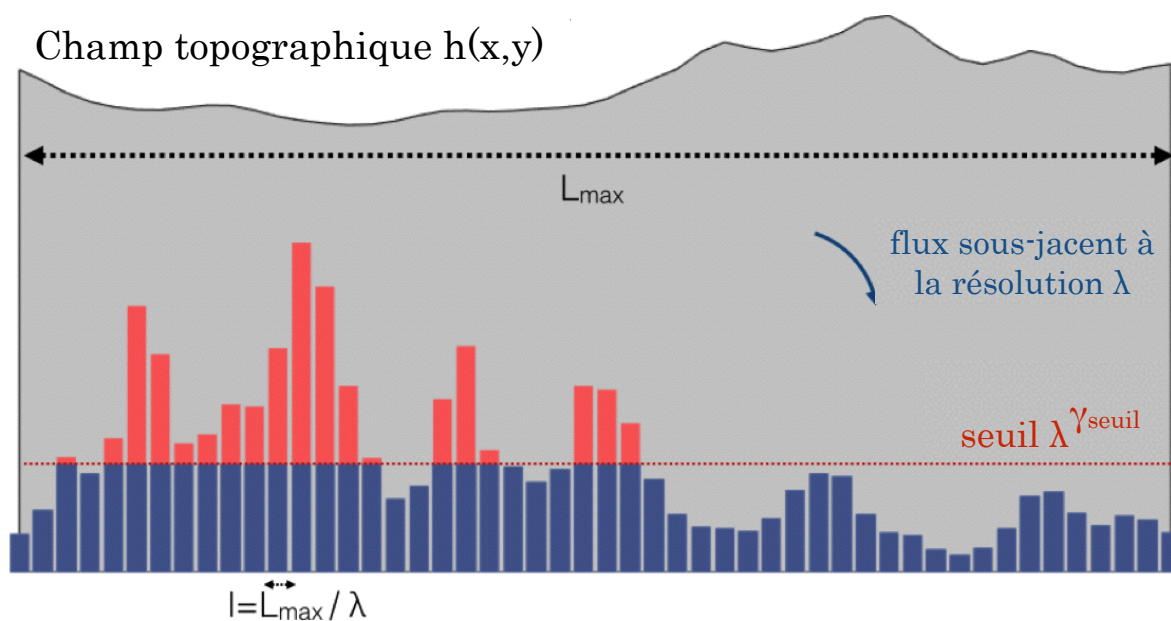 Champ topographique h(x,y)
Lmax
flux sous-jacent à
la résolution λ
seuil λ^γseuil
l=Lmax / λ